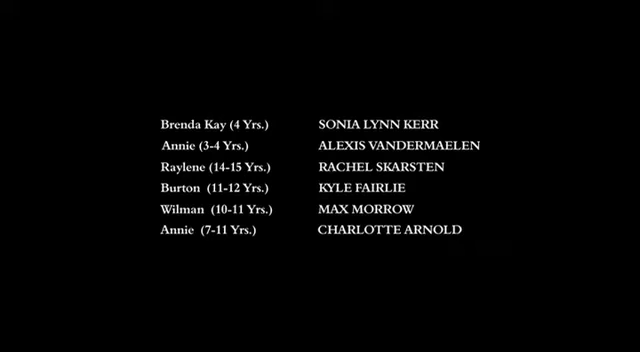 Brenda Kay (4 Yrs.) SONIA LYNN KERR
Annie (3-4 Yrs.) ALEXIS VANDERMAELEN
Raylene (14-15 Yrs.) RACHEL SKARSTEN
Burton (11-12 Yrs.) KYLE FAIRLIE
Wilman (10-11 Yrs.) MAX MORROW
Annie (7-11 Yrs.) CHARLOTTE ARNOLD